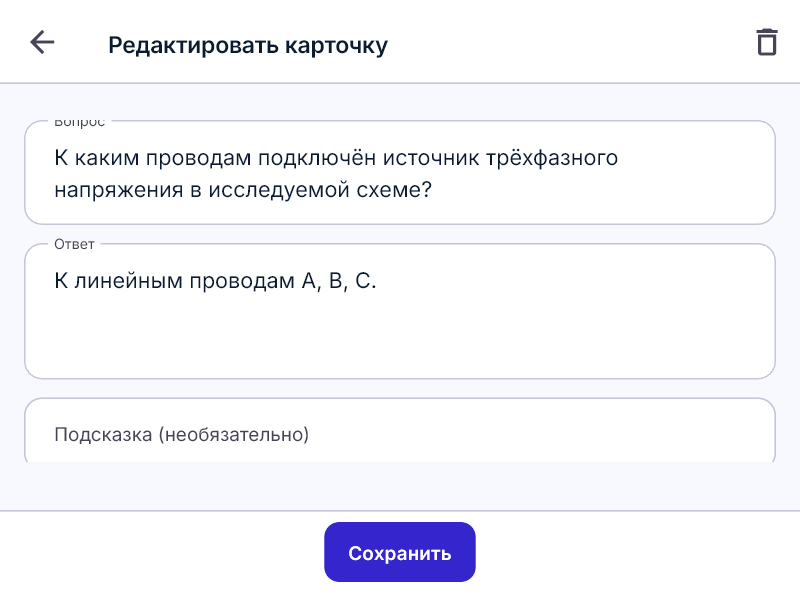 Редактировать карточку
Вопрос
К каким проводам подключён источник трёхфазного
напряжения в исследуемой схеме?
Ответ
К линейным проводам А, В, С.
Подсказка (необязательно)
Сохранить